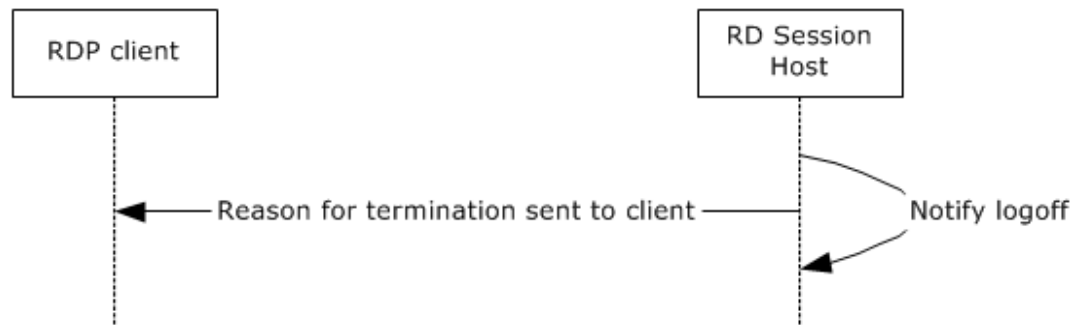 RDP client
RD Session
Host
Reason for termination sent to client
Notify logoff